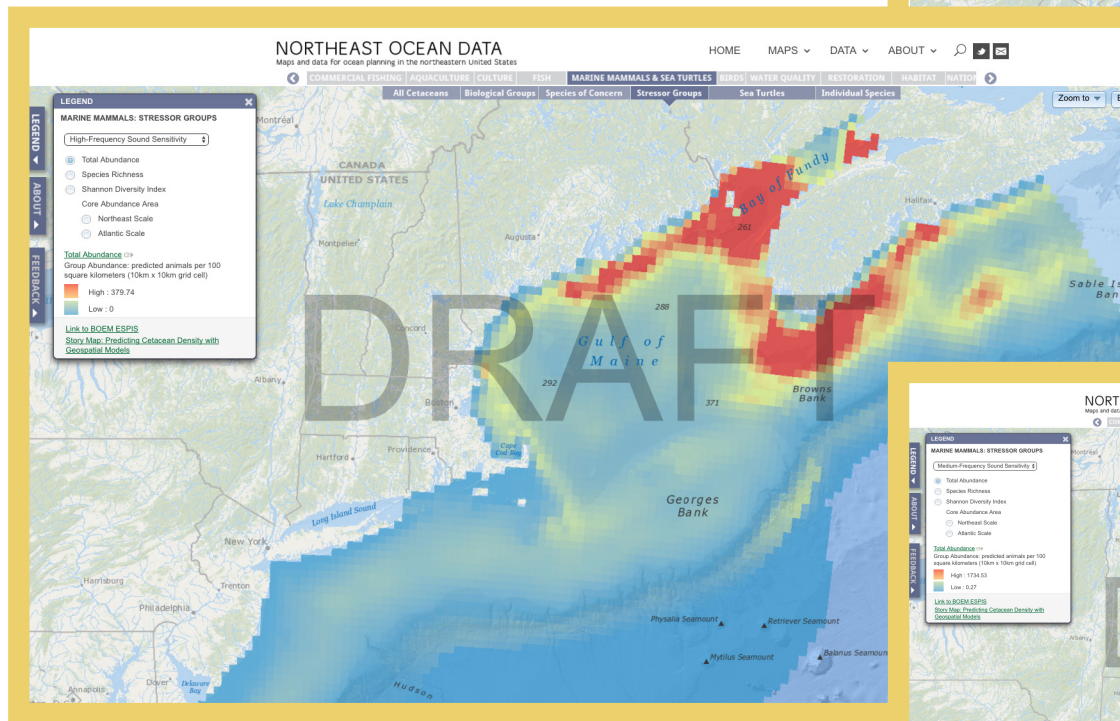 NORTHEAST OCEAN DATA
Maps and data for ocean planning in the northeastern United States
HOME MAPS DATA ABOUT
COMMERCIAL FISHING AQUACULTURE CULTURE FISH MARINE MAMMALS & SEA TURTLES BIRDS WATER QUALITY RESTORATION HABITAT NATION
All Cetaceans Biological Groups Species of Concern Stressor Groups Sea Turtles Individual Species
Zoom to
LEGEND
ABOUT
FEEDBACK
LEGEND
MARINE MAMMALS: STRESSOR GROUPS
High-Frequency Sound Sensitivity
Total Abundance
Species Richness
Shannon Diversity Index
Core Abundance Area
Northeast Scale
Atlantic Scale
Total Abundance
Group Abundance: predicted animals per 100
square kilometers (10km x 10km grid cell)
High : 379.74
Low : 0
Link to BOEM ESPIS
Story Map: Predicting Cetacean Density with
Geospatial Models
Montréal
CANADA
UNITED STATES
Lake Champlain
Montpelier
Augusta
Bay of Fundy
261
Halifax
Sable Is
Ban
288
DRAFT
Concord
Gulf of
Maine
292
371
Browns
Bank
Albany
Boston
Cape
Cod Bay
Hartford
Providence
Long Island Sound
Georges
Bank
New York
Harrisburg
Trenton
Philadelphia
Physalia Seamount
Retriever Seamount
Mytilus Seamount
Balanus Seamoun
Annapolis
Dover
Delaware
Bay
Hudson
NORT
Maps and data
LEGEND
ABOUT
FEEDBACK
LEGEND
MARINE MAMMALS: STRESSOR GROUPS
Medium-Frequency Sound Sensitivity
Total Abundance
Species Richness
Shannon Diversity Index
Core Abundance Area
Northeast Scale
Atlantic Scale
Total Abundance
Group Abundance: predicted animals per 100
square kilometers (10km x 10km grid cell)
High : 1734.53
Low : 0.27
Link to BOEM ESPIS
Story Map: Predicting Cetacean Density with
Geospatial Models
Montréal
Albany